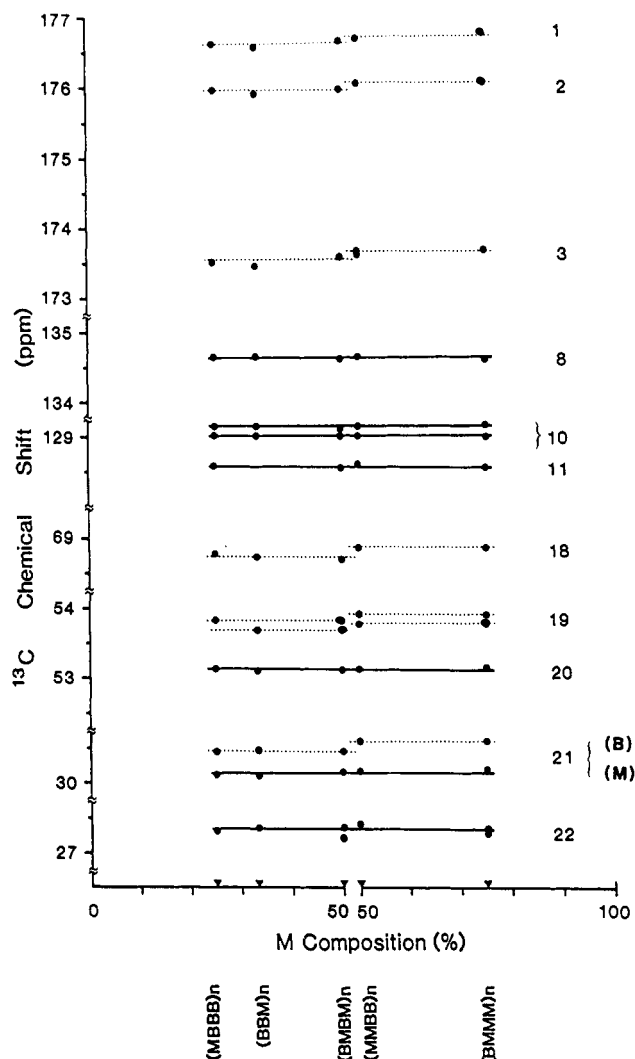 177
176
175
174
173
135
134
129
69
54
53
30
27
13C Chemical Shift (ppm)
1
2
3
8
} 10
11
18
19
20
21 { (B)
(M)
22
0 50 50 100
M Composition (%)
(MBBB)n
(BBM)n
(BMBM)n
(MMBB)n
(BMMM)n